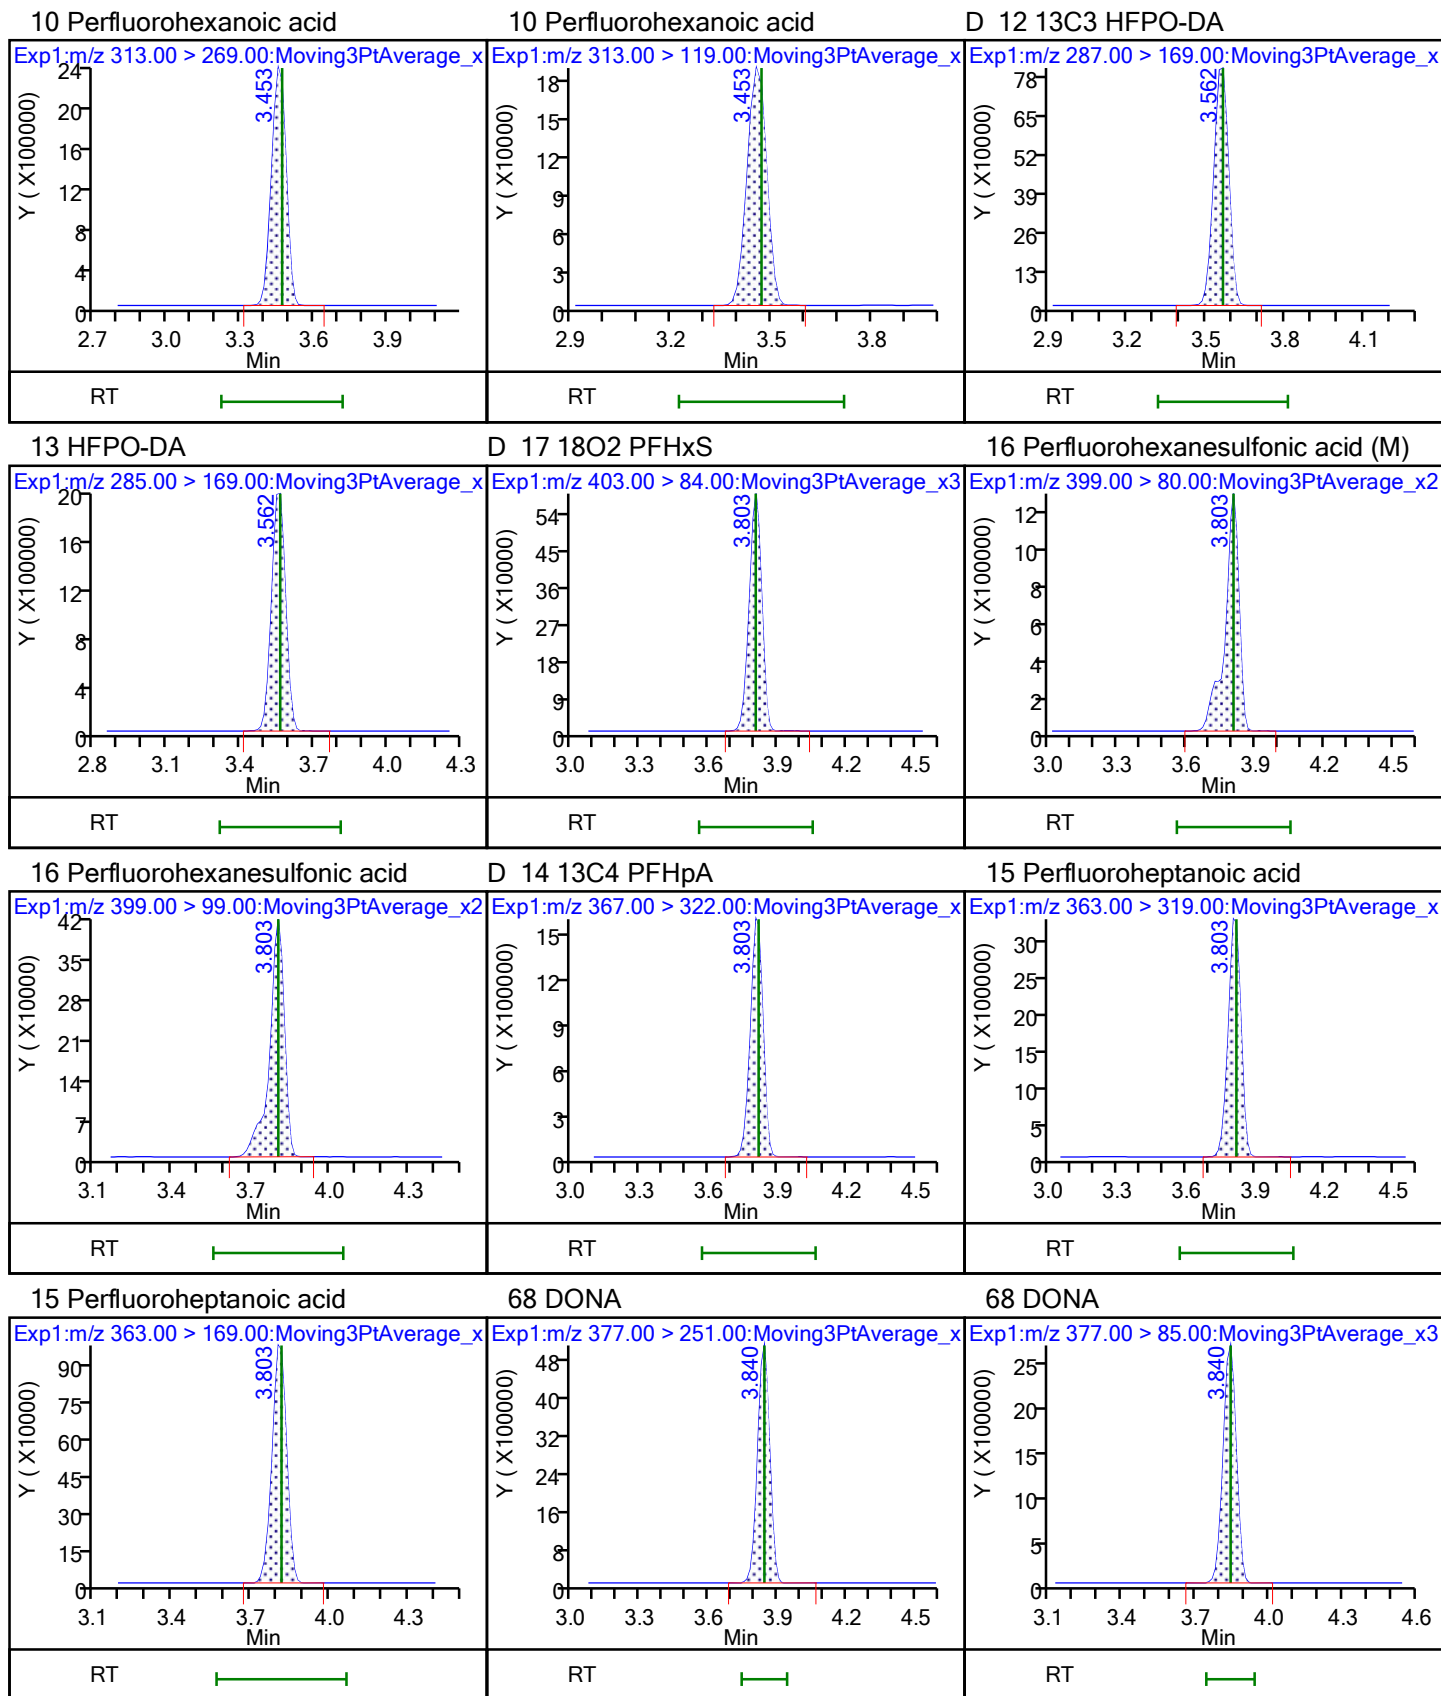 10 Perfluorohexanoic acid
Exp1:m/z 313.00 > 269.00:Moving3PtAverage_x
Y ( X100000)
24
20
16
12
8
4
0
3.453
2.7 3.0 3.3 3.6 3.9
Min
RT
10 Perfluorohexanoic acid
Exp1:m/z 313.00 > 119.00:Moving3PtAverage_x
Y ( X100000)
18
15
12
9
6
3
0
3.453
2.9 3.2 3.5 3.8
Min
RT
D 12 13C3 HFPO-DA
Exp1:m/z 287.00 > 169.00:Moving3PtAverage_x
Y ( X100000)
78
65
52
39
26
13
0
3.562
2.9 3.2 3.5 3.8 4.1
Min
RT
13 HFPO-DA
Exp1:m/z 285.00 > 169.00:Moving3PtAverage_x
Y ( X100000)
20
16
12
8
4
0
3.562
2.8 3.1 3.4 3.7 4.0 4.3
Min
RT
D 17 18O2 PFHxS
Exp1:m/z 403.00 > 84.00:Moving3PtAverage_x3
Y ( X10000)
54
45
36
27
18
9
0
3.803
3.0 3.3 3.6 3.9 4.2 4.5
Min
RT
16 Perfluorohexanesulfonic acid (M)
Exp1:m/z 399.00 > 80.00:Moving3PtAverage_x2
Y ( X100000)
12
10
8
6
4
2
0
3.803
3.0 3.3 3.6 3.9 4.2 4.5
Min
RT
16 Perfluorohexanesulfonic acid
Exp1:m/z 399.00 > 99.00:Moving3PtAverage_x2
Y ( X10000)
42
35
28
21
14
7
0
3.803
3.1 3.4 3.7 4.0 4.3
Min
RT
D 14 13C4 PFHpA
Exp1:m/z 367.00 > 322.00:Moving3PtAverage_x
Y ( X100000)
15
12
9
6
3
0
3.803
3.0 3.3 3.6 3.9 4.2 4.5
Min
RT
15 Perfluoroheptanoic acid
Exp1:m/z 363.00 > 319.00:Moving3PtAverage_x
Y ( X100000)
30
25
20
15
10
5
0
3.803
3.0 3.3 3.6 3.9 4.2 4.5
Min
RT
15 Perfluoroheptanoic acid
Exp1:m/z 363.00 > 169.00:Moving3PtAverage_x
Y ( X10000)
90
75
60
45
30
15
0
3.803
3.1 3.4 3.7 4.0 4.3
Min
RT
68 DONA
Exp1:m/z 377.00 > 251.00:Moving3PtAverage_x
Y ( X100000)
48
40
32
24
16
8
0
3.840
3.0 3.3 3.6 3.9 4.2 4.5
Min
RT
68 DONA
Exp1:m/z 377.00 > 85.00:Moving3PtAverage_x3
Y ( X100000)
25
20
15
10
5
0
3.840
3.1 3.4 3.7 4.0 4.3 4.6
Min
RT